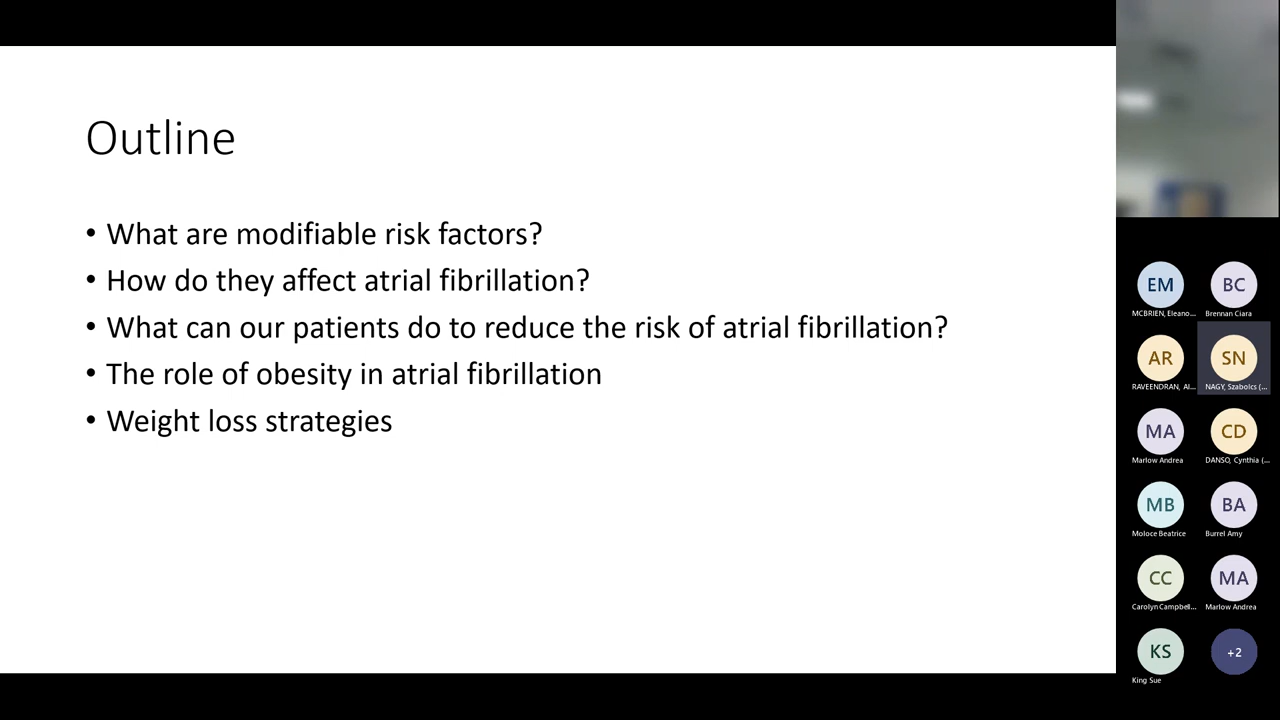 Outline
• What are modifiable risk factors?
• How do they affect atrial fibrillation?
• What can our patients do to reduce the risk of atrial fibrillation?
• The role of obesity in atrial fibrillation
• Weight loss strategies
EM
MCBRIEN, Eleano...
BC
Brennan Ciara
AR
RAVEENDRAN, Al...
SN
NAGY, Szabolcs (...
MA
Marlow Andrea
CD
DANSO, Cynthia (...
MB
Moloce Beatrice
BA
Burrel Amy
CC
Carolyn Campbell...
MA
Marlow Andrea
KS
King Sue
+2